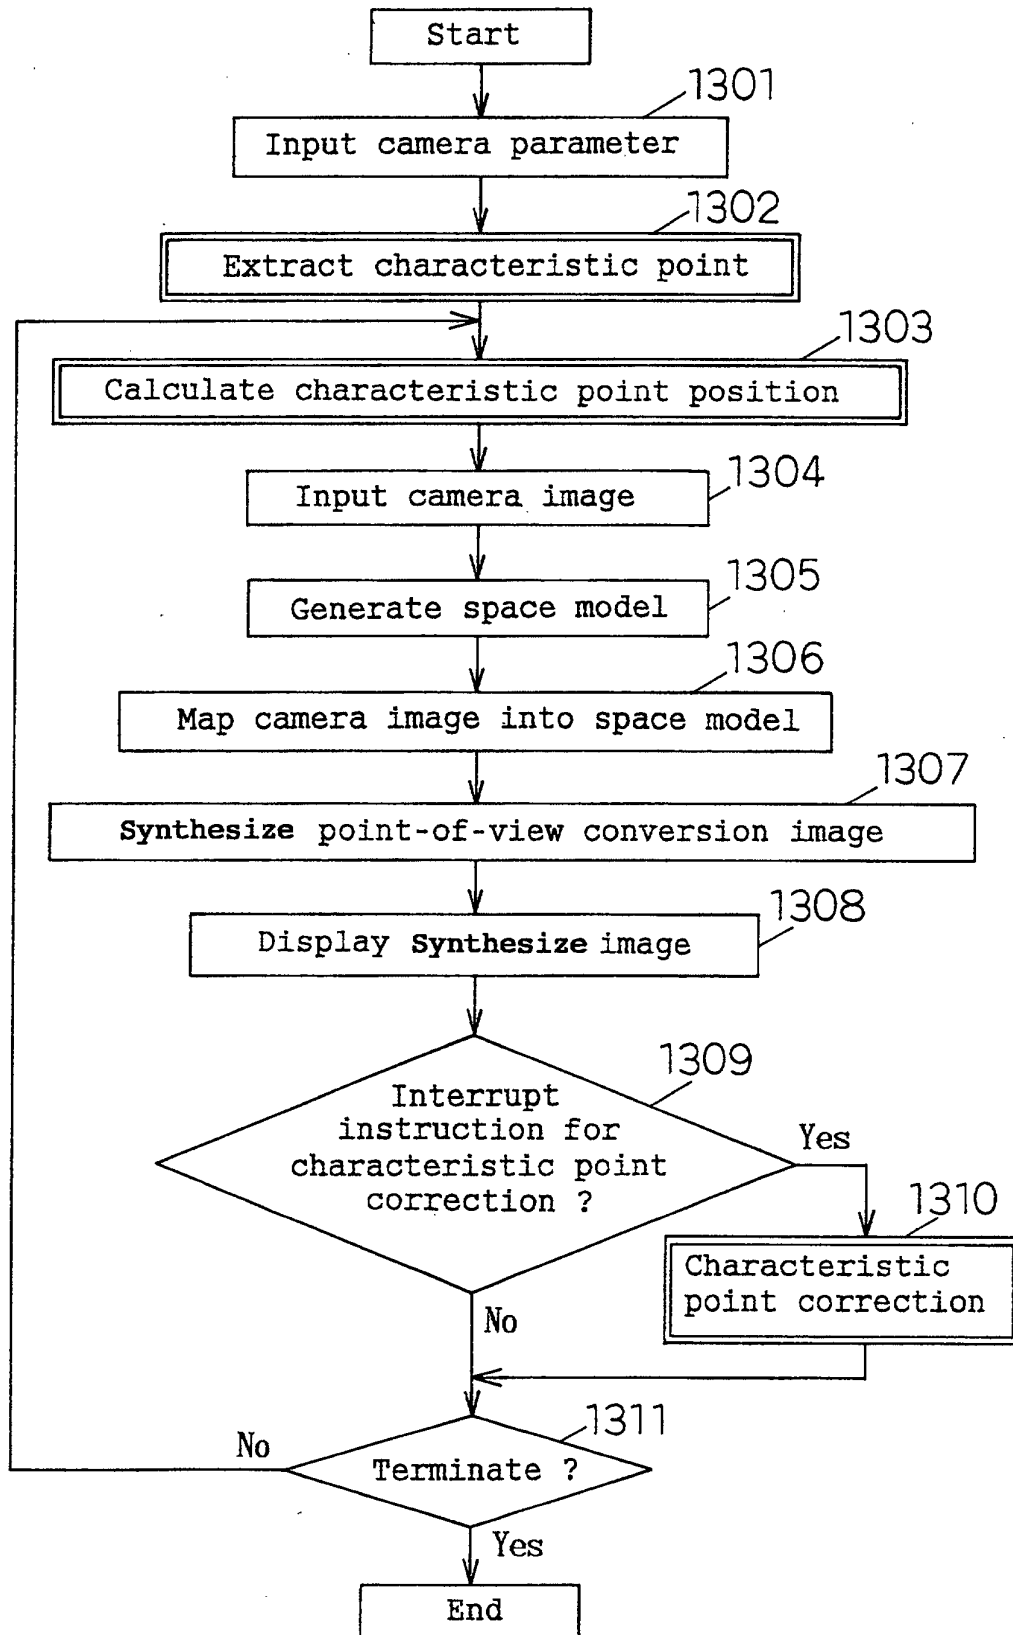 Start
1301
Input camera parameter
1302
Extract characteristic point
1303
Calculate characteristic point position
1304
Input camera image
1305
Generate space model
1306
Map camera image into space model
1307
Synthesize point-of-view conversion image
1308
Display Synthesize image
1309
Interrupt
instruction for
characteristic point
correction ?
Yes
1310
Characteristic
point correction
No
1311
No
Terminate ?
Yes
End